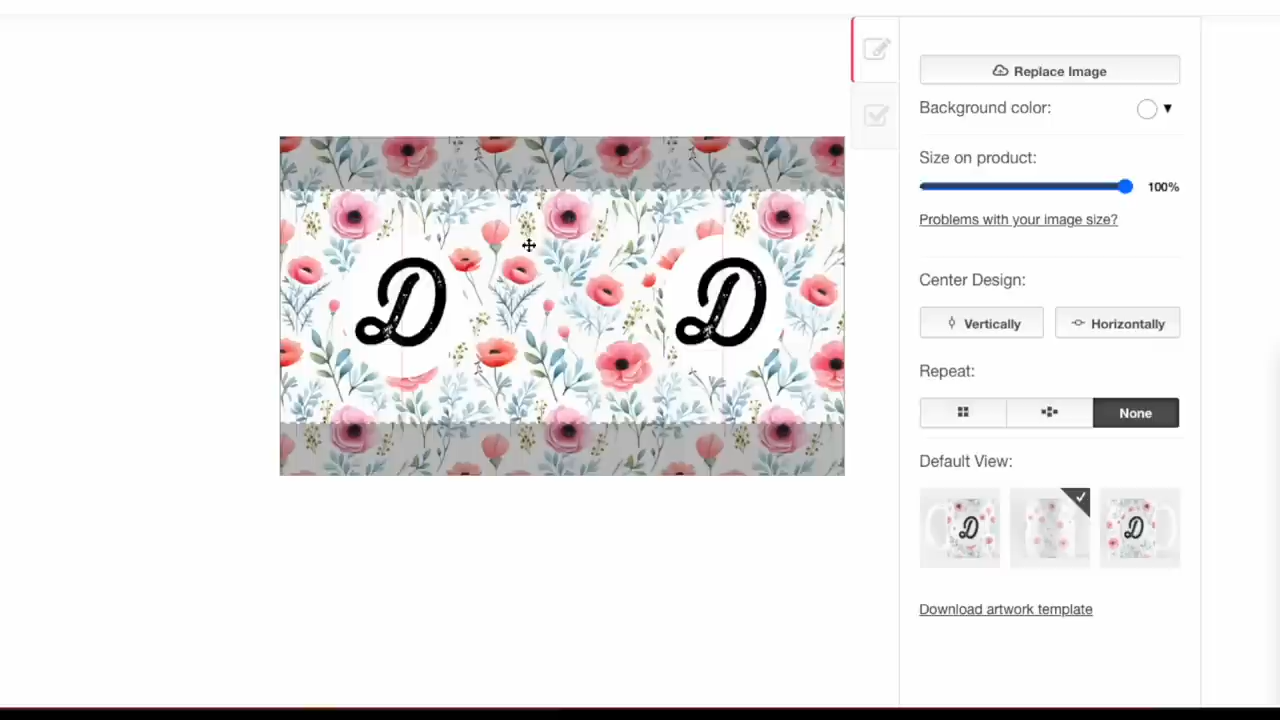 Replace Image
Background color:
Size on product:
100%
Problems with your image size?
D D
Center Design:
Vertically Horizontally
Repeat:
None
Default View:
D D
Download artwork template